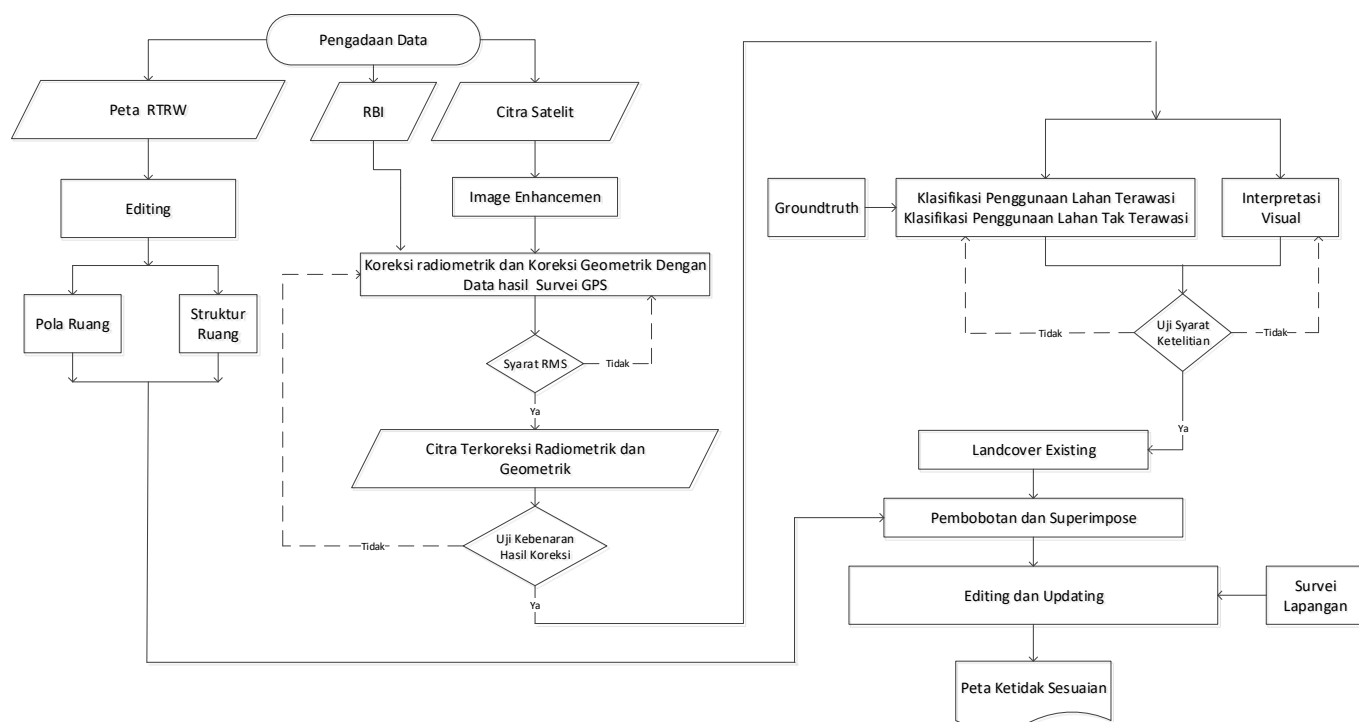 Pengadaan Data
Peta RTRW
RBI
Citra Satelit
Editing
Image Enhancemen
Pola Ruang
Struktur
Ruang
Koreksi radiometrik dan Koreksi Geometrik Dengan
Data hasil Survei GPS
Syarat RMS
Tidak
Ya
Citra Terkoreksi Radiometrik dan
Geometrik
Uji Kebenaran
Hasil Koreksi
Tidak
Ya
Groundtruth
Klasifikasi Penggunaan Lahan Terawasi
Klasifikasi Penggunaan Lahan Tak Terawasi
Interpretasi
Visual
Tidak
Uji Syarat
Ketelitian
Tidak
Ya
Landcover Existing
Pembobotan dan Superimpose
Editing dan Updating
Survei
Lapangan
Peta Ketidak Sesuaian